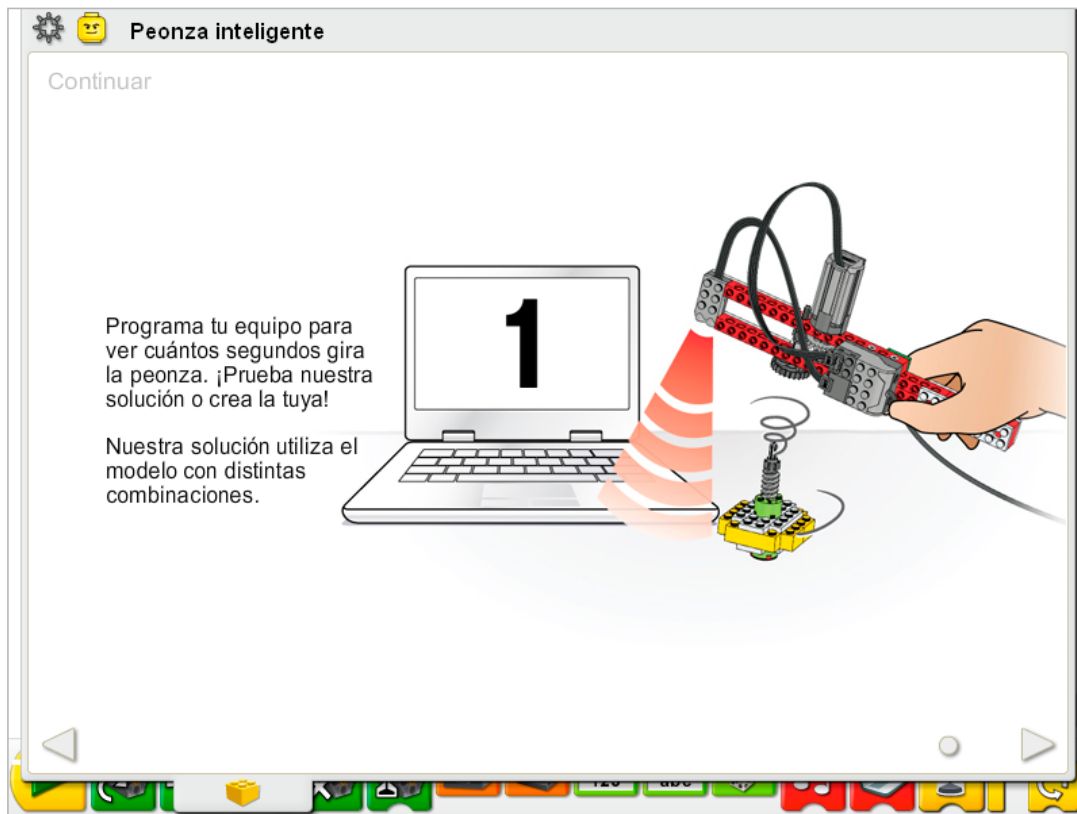 Peonza inteligente
Continuar
Programa tu equipo para
ver cuántos segundos gira
la peonza. ¡Prueba nuestra
solución o crea la tuya!
Nuestra solución utiliza el
modelo con distintas
combinaciones.
1